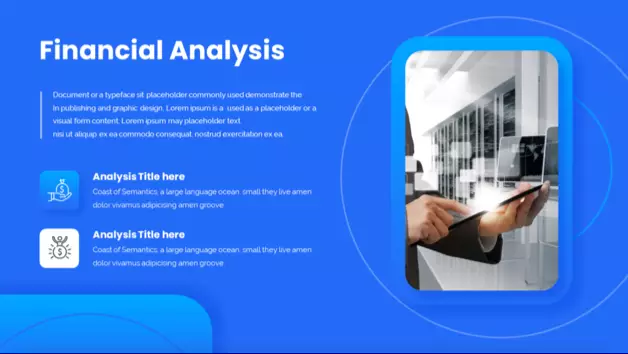 Financial Analysis
Document or a typeface sit placeholder commonly used demonstrate the
In publishing and graphic design, Lorem ipsum is a used as a placeholder or a
visual form content, Lorem ipsum may placeholder text
nisi ut aliquip ex ea commodo consequat. nostrud exercitation ex ea.
Analysis Title here
Coast of Semantics, a large language ocean. small they live amen
dolor vivamus adipicising amen groove
Analysis Title here
Coast of Semantics, a large language ocean. small they live amen
dolor vivamus adipicising amen groove